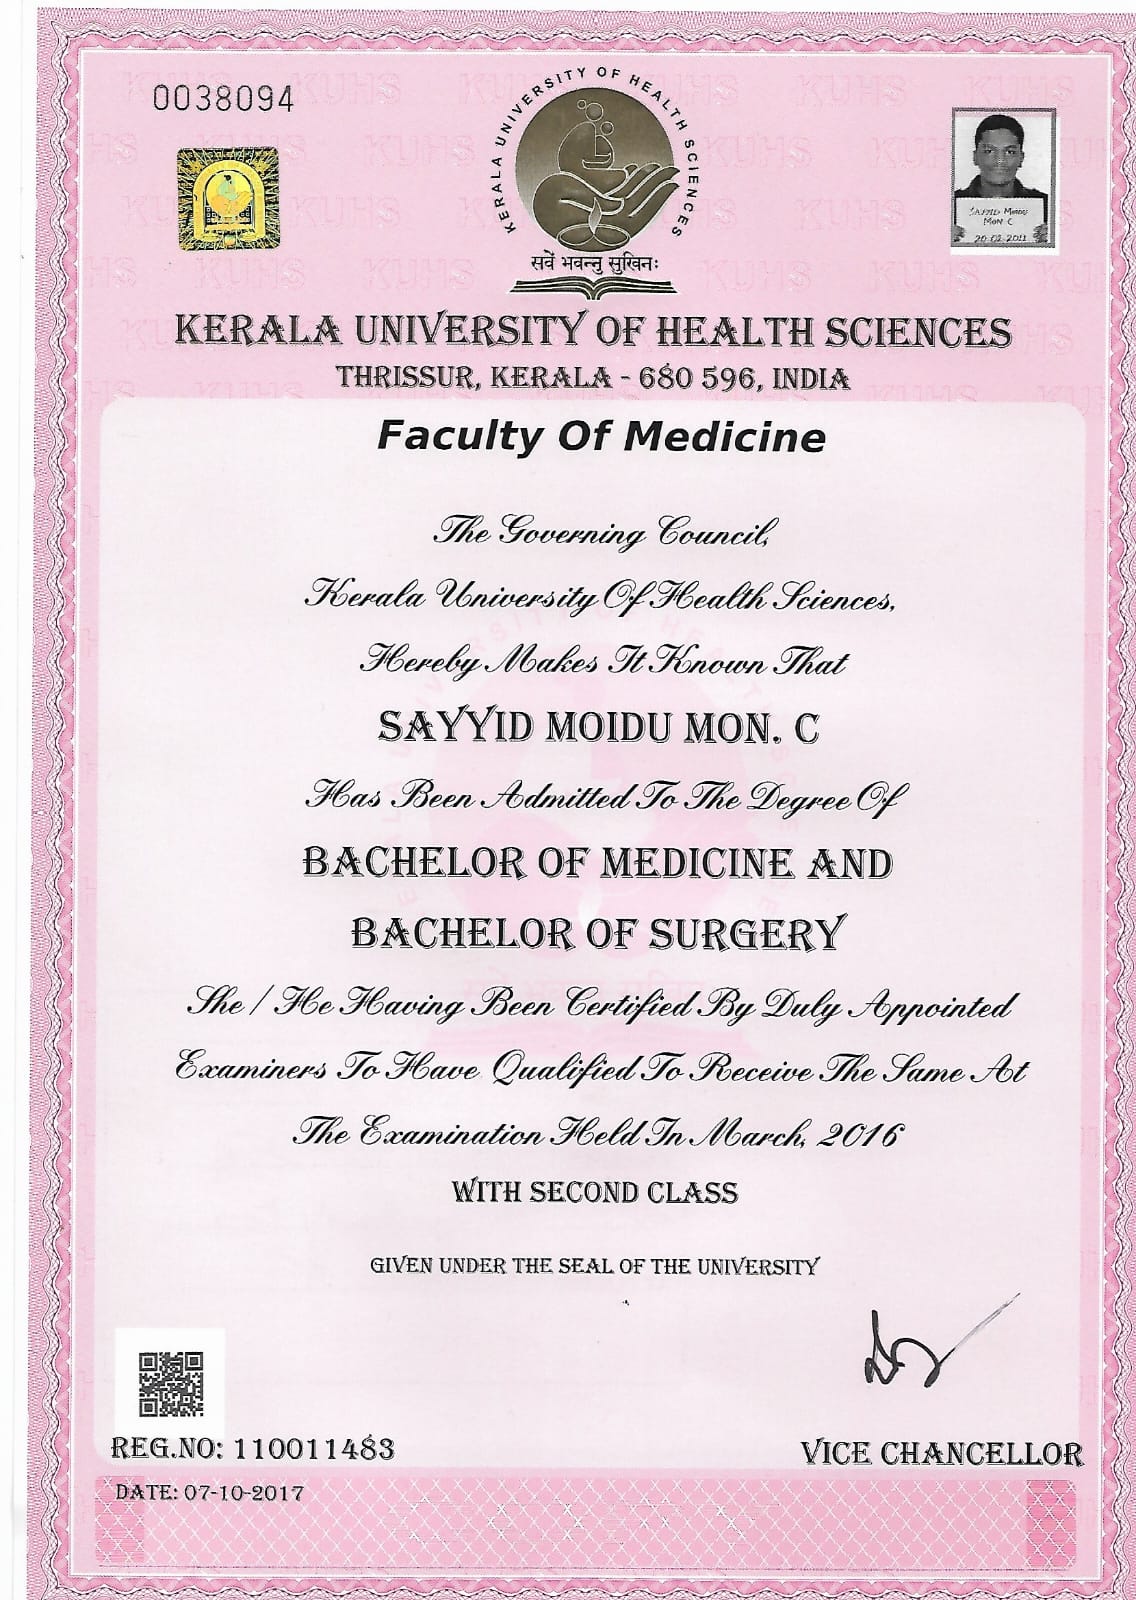 0038094
KERALA UNIVERSITY OF HEALTH SCIENCES
सर्वे भवन्तु सुखिनः
SAYYID MOIDU
MON C
KERALA UNIVERSITY OF HEALTH SCIENCES
THRISSUR, KERALA - 680 596, INDIA
Faculty Of Medicine
The Governing Council,
Kerala University Of Health Sciences,
Hereby Makes It Known That
SAYYID MOIDU MON. C
Has Been Admitted To The Degree Of
BACHELOR OF MEDICINE AND
BACHELOR OF SURGERY
She / He Having Been Certified By Duly Appointed
Examiners To Have Qualified To Receive The Same At
The Examination Held In March, 2016
WITH SECOND CLASS
GIVEN UNDER THE SEAL OF THE UNIVERSITY
REG.NO: 110011483
VICE CHANCELLOR
DATE: 07-10-2017